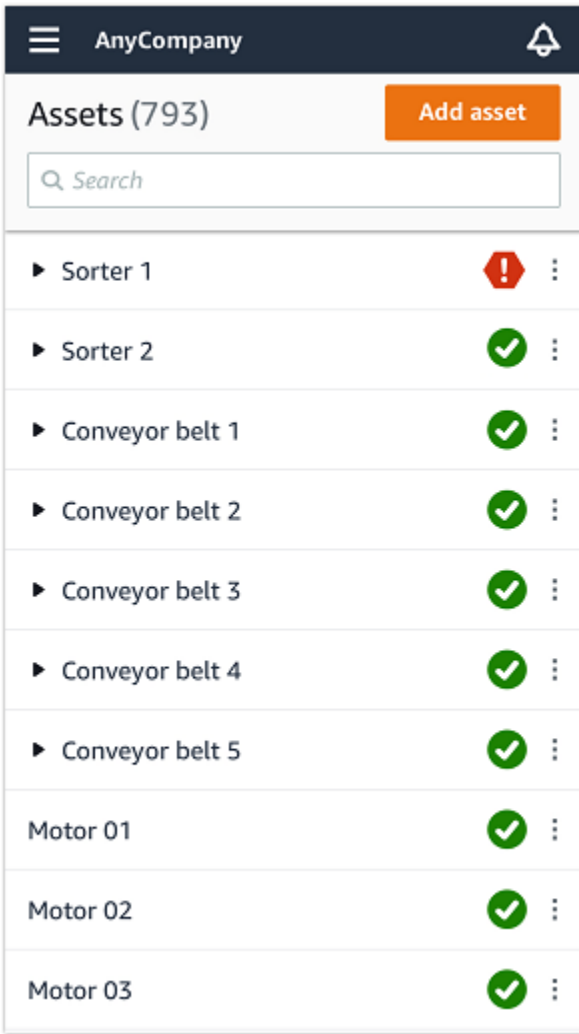 AnyCompany
Assets (793)
Add asset
Search
Sorter 1
Sorter 2
Conveyor belt 1
Conveyor belt 2
Conveyor belt 3
Conveyor belt 4
Conveyor belt 5
Motor 01
Motor 02
Motor 03